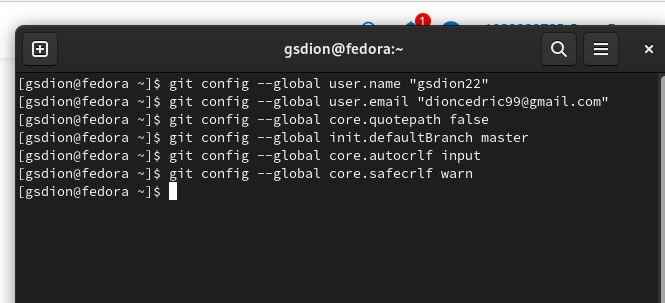 1
gsdion@fedora:~
[gsdion@fedora ~]$ git config --global user.name "gsdion22"
[gsdion@fedora ~]$ git config --global user.email "dioncedric99@gmail.com"
[gsdion@fedora ~]$ git config --global core.quotepath false
[gsdion@fedora ~]$ git config --global init.defaultBranch master
[gsdion@fedora ~]$ git config --global core.autocrlf input
[gsdion@fedora ~]$ git config --global core.safecrlf warn
[gsdion@fedora ~]$